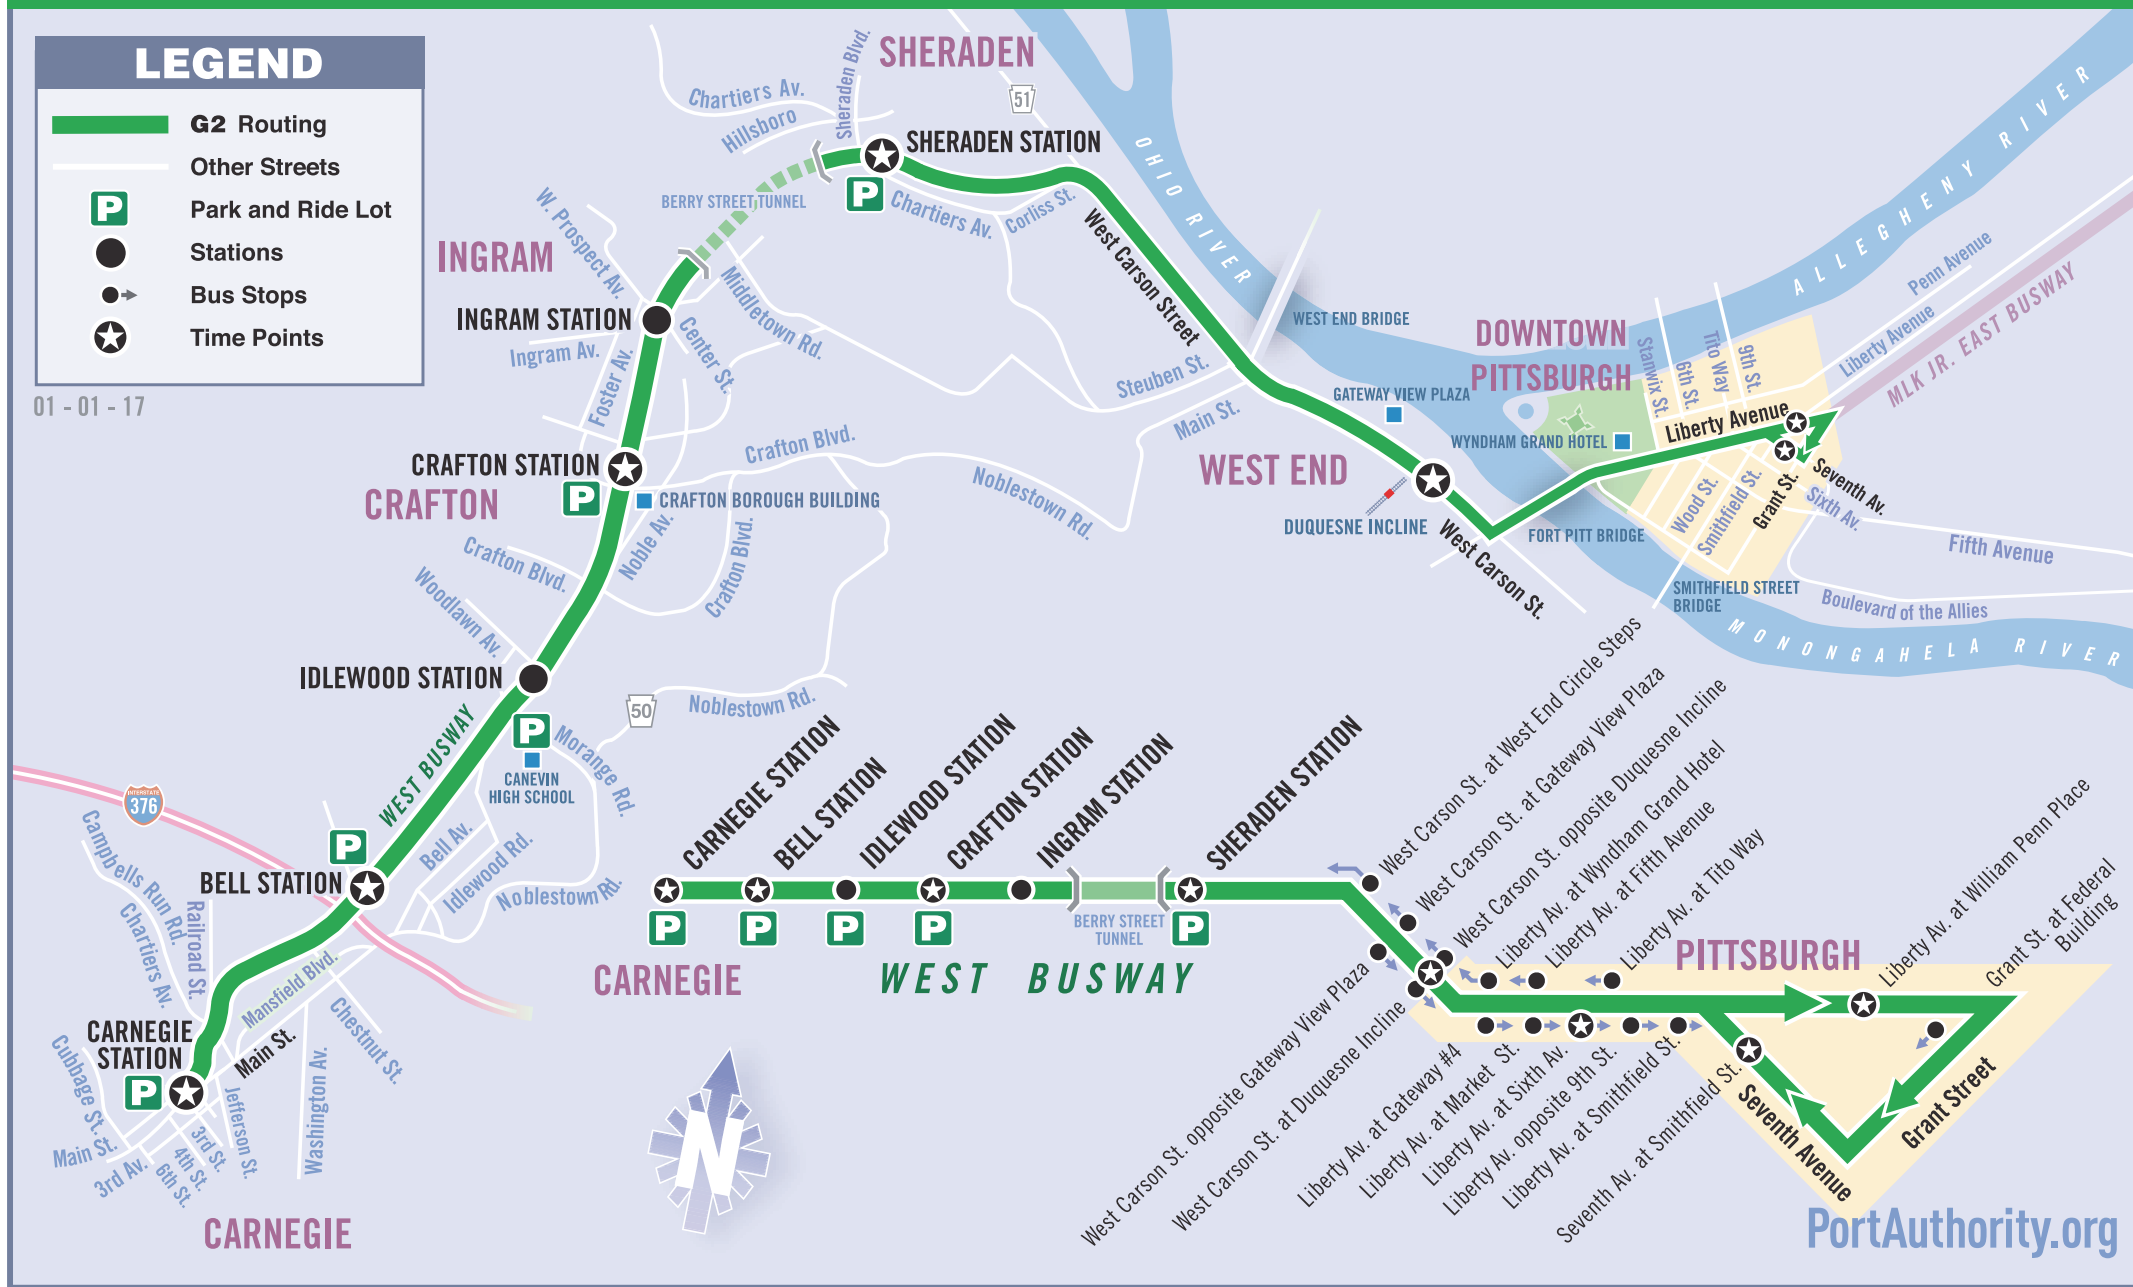 LEGEND
G2 Routing
Other Streets
P
Park and Ride Lot
Stations
Bus Stops
Time Points
01 - 01 - 17
SHERADEN
51
Chartiers Av.
Hillsboro
Sheraden Blvd.
SHERADEN STATION
P
BERRY STREET TUNNEL
Chartiers Av.
Corliss St.
West Carson Street
OHIO RIVER
ALLEGHENY RIVER
W. Prospect Av.
INGRAM
INGRAM STATION
Ingram Av.
Foster Av.
Center St.
Middletown Rd.
WEST END BRIDGE
Steuben St.
Main St.
DOWNTOWN
PITTSBURGH
GATEWAY VIEW PLAZA
WYNDHAM GRAND HOTEL
Stanwix St.
6th St.
Tito Way
9th St.
Penn Avenue
Liberty Avenue
MLK JR. EAST BUSWAY
Liberty Avenue
Seventh Av.
Sixth Av.
Grant St.
Smithfield St.
Wood St.
Fifth Avenue
Boulevard of the Allies
FORT PITT BRIDGE
SMITHFIELD STREET
BRIDGE
MONONGAHELA RIVER
WEST END
DUQUESNE INCLINE
West Carson St.
CRAFTON STATION
P
CRAFTON
CRAFTON BOROUGH BUILDING
Crafton Blvd.
Noblestown Rd.
Crafton Blvd.
Noble Av.
Crafton Blvd.
Woodlawn Av.
IDLEWOOD STATION
P
CANEVIN
HIGH SCHOOL
Morange Rd.
50
Noblestown Rd.
WEST BUSWAY
INTERSTATE
376
P
BELL STATION
Bell Av.
Idlewood Rd.
Noblestown Rd.
Campbells Run Rd.
Chartiers Av.
Railroad St.
Mansfield Blvd.
Main St.
Chestnut St.
Washington Av.
CARNEGIE
STATION
P
Cubbage St.
Main St.
3rd Av.
6th St.
4th St.
3rd St.
Jefferson St.
CARNEGIE
N
CARNEGIE STATION
BELL STATION
IDLEWOOD STATION
CRAFTON STATION
INGRAM STATION
SHERADEN STATION
P
P
P
P
P
BERRY STREET
TUNNEL
CARNEGIE
WEST BUSWAY
West Carson St. at West End Circle Steps
West Carson St. at Gateway View Plaza
West Carson St. opposite Duquesne Incline
Liberty Av. at Wyndham Grand Hotel
Liberty Av. at Fifth Avenue
Liberty Av. at Tito Way
PITTSBURGH
Liberty Av. at William Penn Place
Grant St. at Federal
Building
West Carson St. opposite Gateway View Plaza
West Carson St. at Duquesne Incline
Liberty Av. at Gateway #4
Liberty Av. at Market St.
Liberty Av. at Sixth Av.
Liberty Av. opposite 9th St.
Liberty Av. at Smithfield St.
Seventh Av. at Smithfield St.
Seventh Avenue
Grant Street
PortAuthority.org